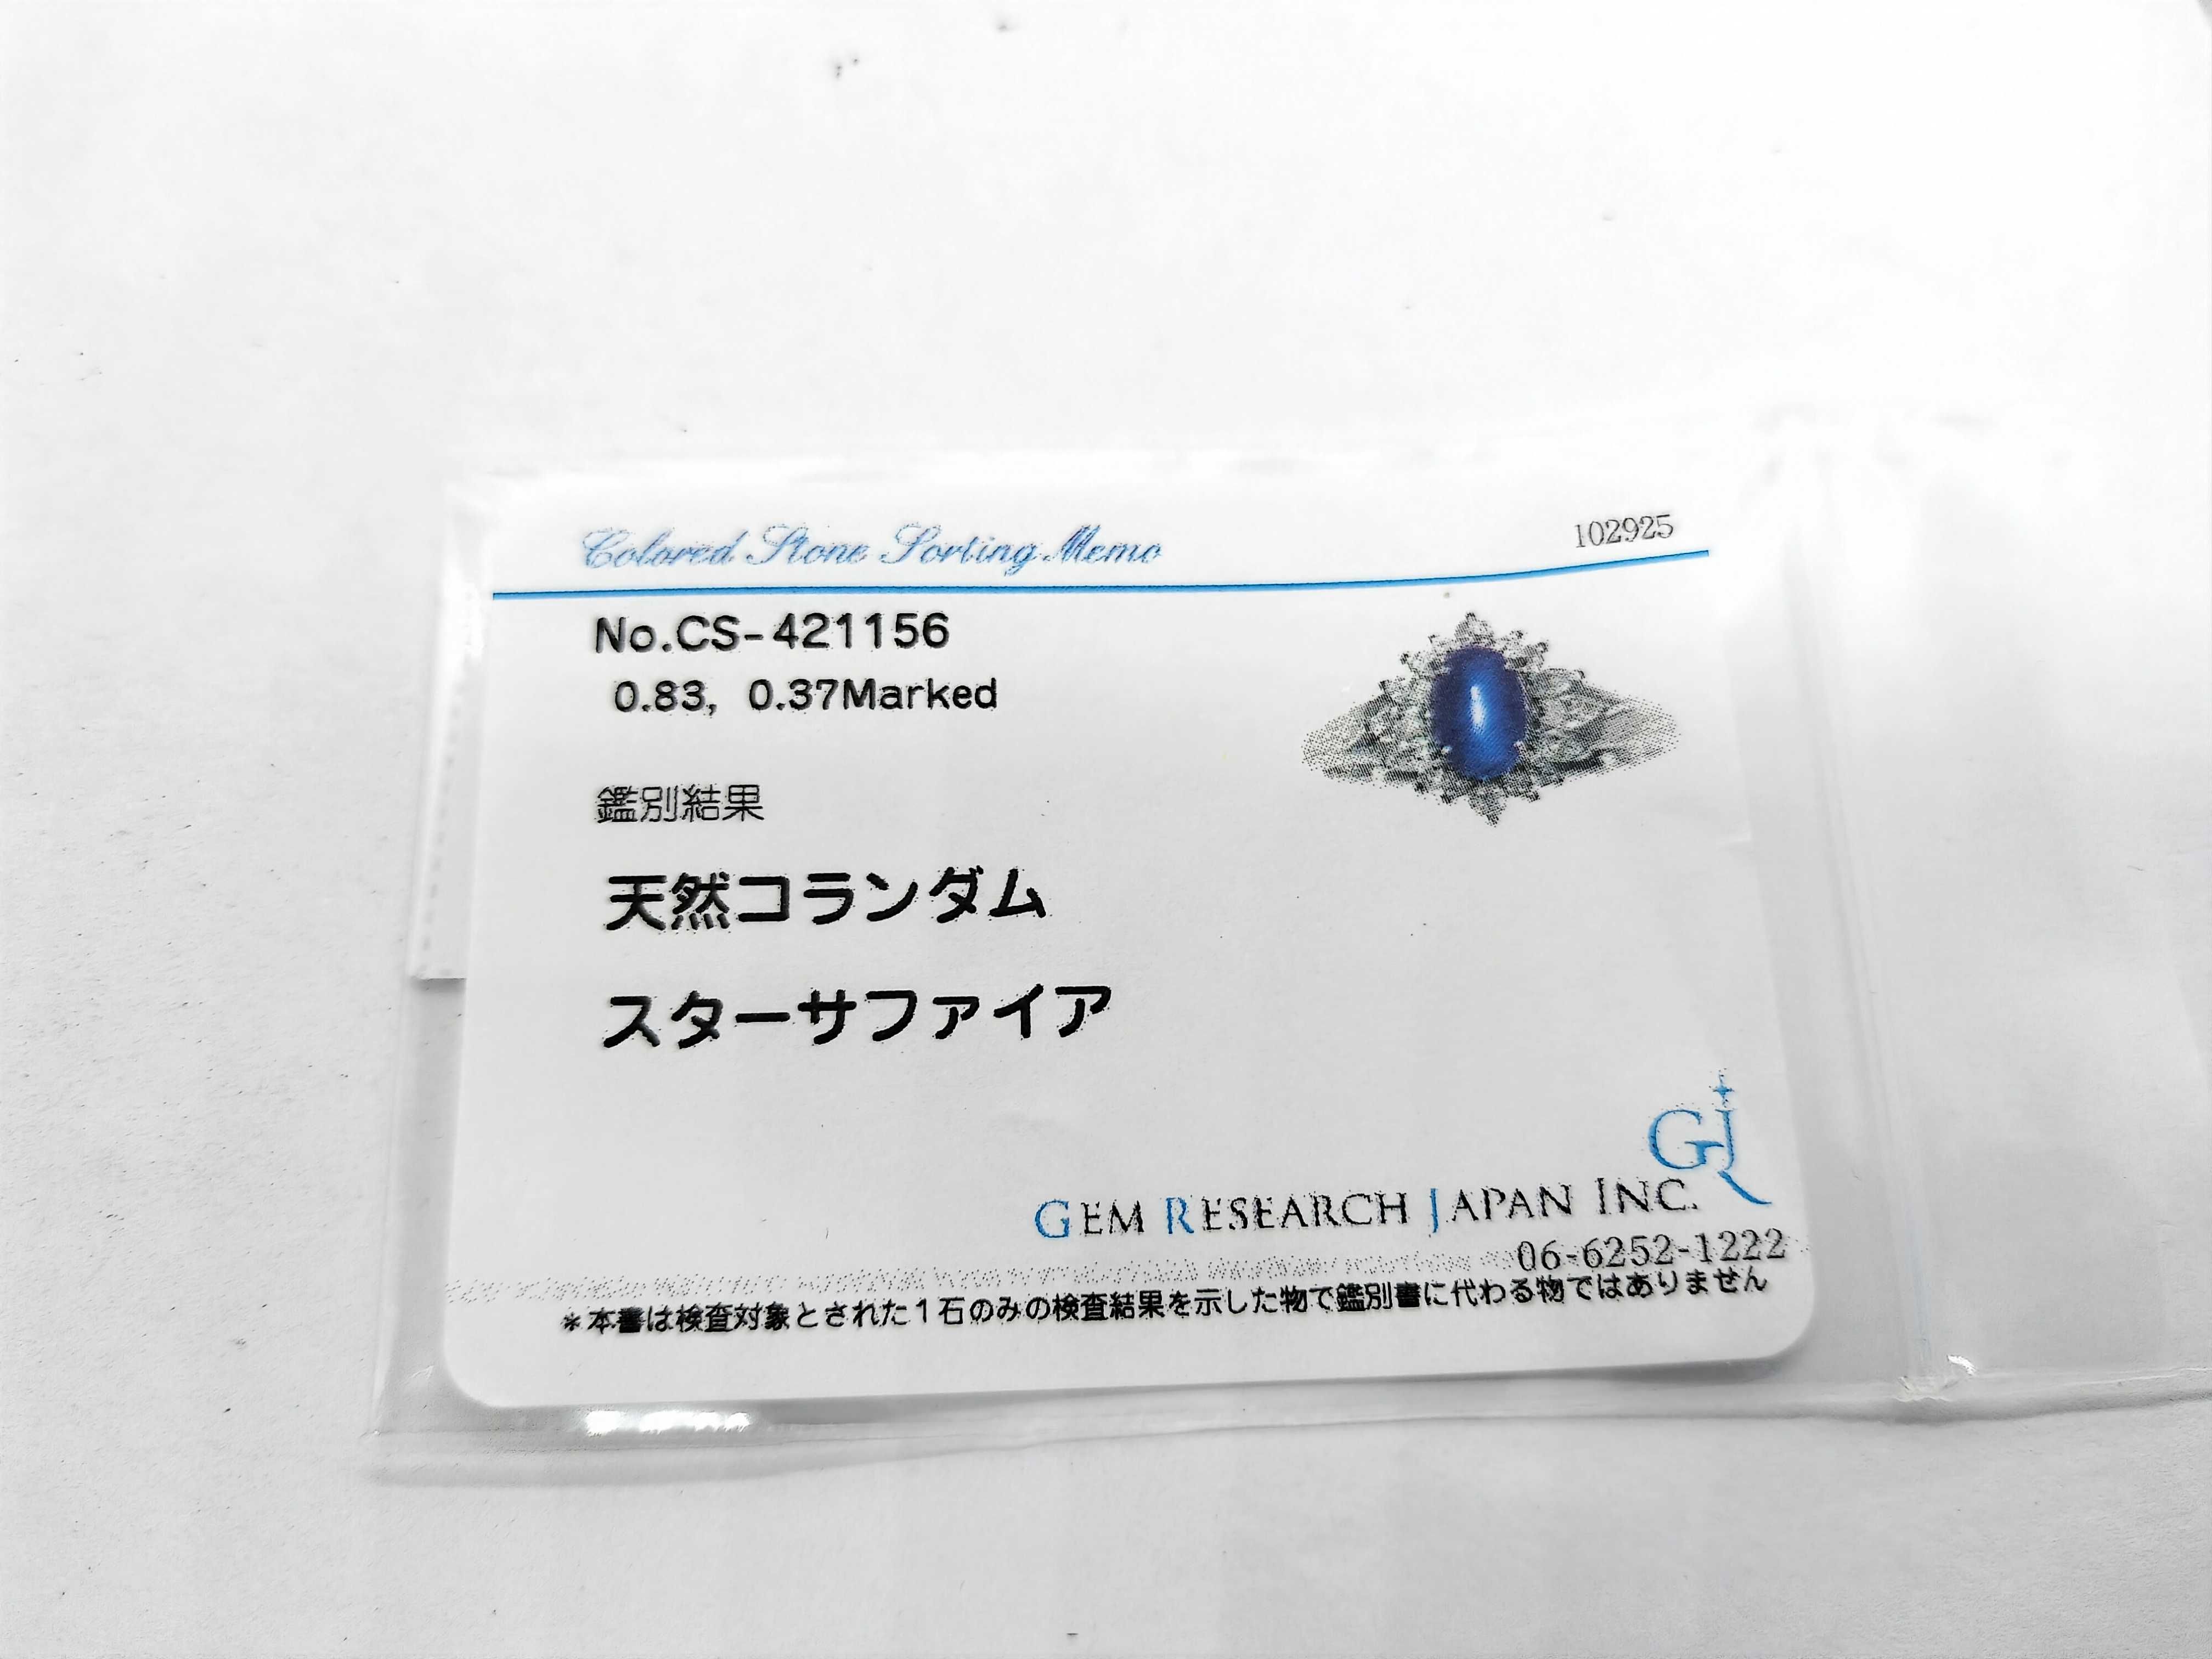 Colored Stone Sorting Memo
102925
No.CS-421156
0.83, 0.37Marked
鑑別結果
天然コランダム
スターサファイア
GEM RESEARCH JAPAN INC.
06-6252-1222
*本書は検査対象とされた1石のみの検査結果を示した物で鑑別書に代わる物ではありません